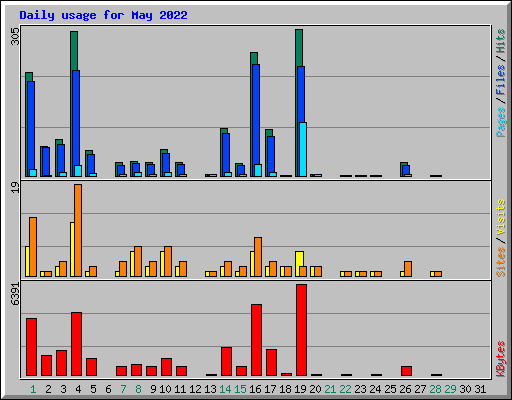 Daily usage for May 2022
305
Pages / Files / Hits
19
Sites / Visits
6391
KBytes
1 2 3 4 5 6 7 8 9 10 11 12 13 14 15 16 17 18 19 20 21 22 23 24 25 26 27 28 29 30 31